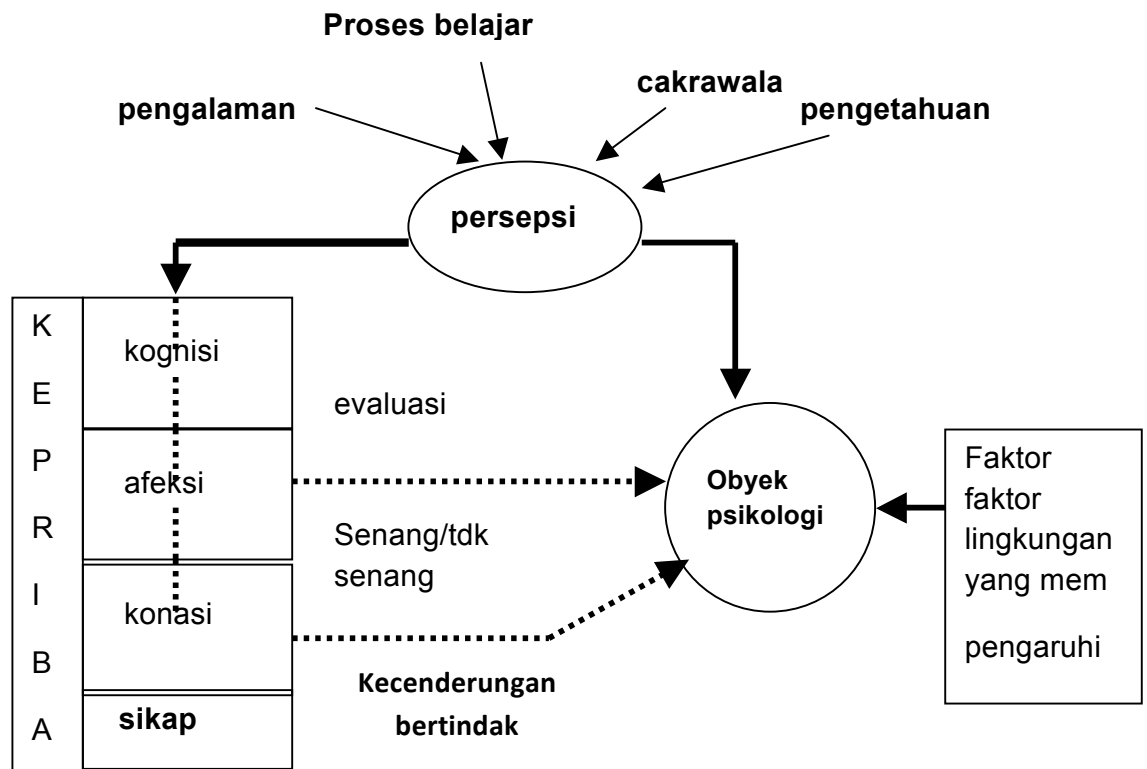 Proses belajar
cakrawala
pengalaman
pengetahuan
persepsi
K
E
P
R
I
B
A
kognisi
afeksi
konasi
sikap
evaluasi
Senang/tdk
senang
Kecenderungan
bertindak
Obyek
psikologi
Faktor
faktor
lingkungan
yang mem
pengaruhi